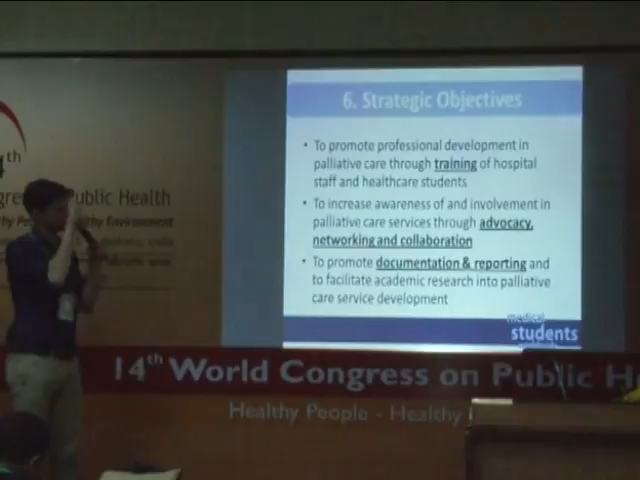 6. Strategic Objectives
• To promote professional development in
palliative care through training of hospital
staff and healthcare students
• To increase awareness of and involvement in
palliative care services through advocacy,
networking and collaboration
• To promote documentation & reporting and
to facilitate academic research into palliative
care service development
medical
students
th
Public Health
Environment
14th World Congress on Public H
Healthy People - Healthy